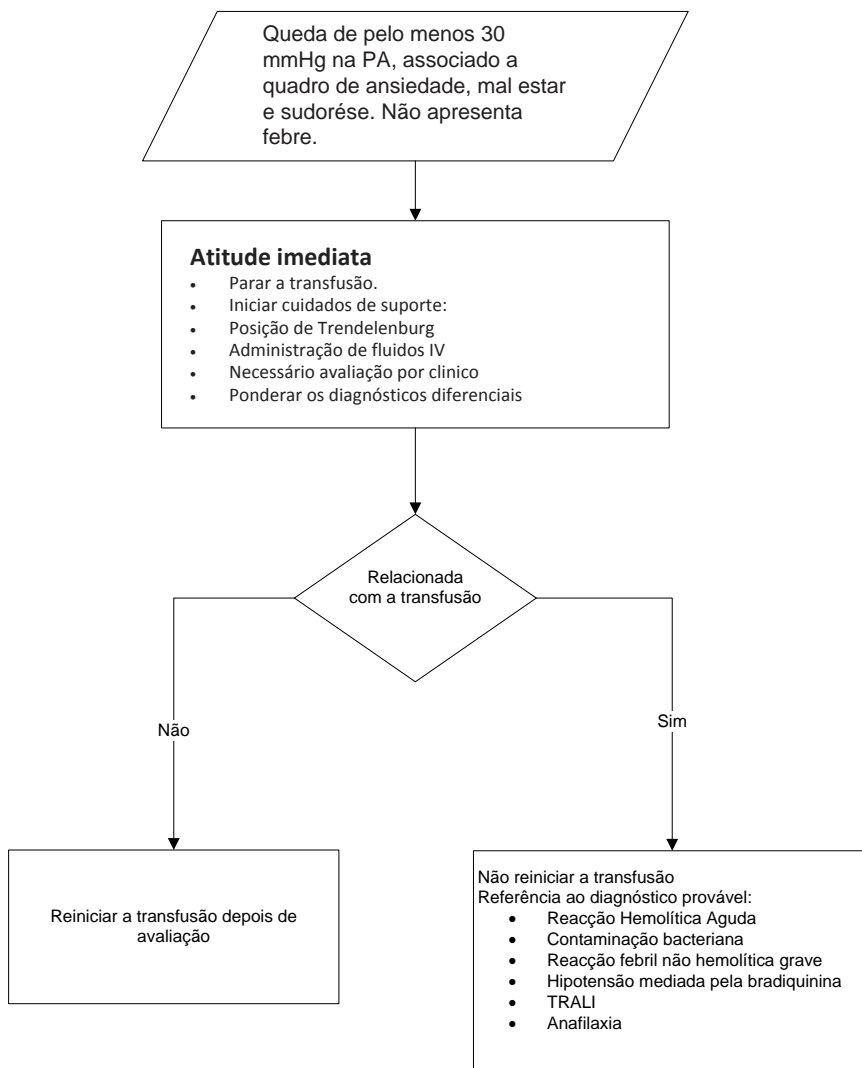 Queda de pelo menos 30
mmHg na PA, associado a
quadro de ansiedade, mal estar
e sudorése. Não apresenta
febre.
Atitude imediata
• Parar a transfusão.
• Iniciar cuidados de suporte:
• Posição de Trendelenburg
• Administração de fluidos IV
• Necessário avaliação por clinico
• Ponderar os diagnósticos diferenciais
Relacionada
com a transfusão
Não
Sim
Reiniciar a transfusão depois de
avaliação
Não reiniciar a transfusão
Referência ao diagnóstico provável:
• Reacção Hemolítica Aguda
• Contaminação bacteriana
• Reacção febril não hemolítica grave
• Hipotensão mediada pela bradiquinina
• TRALI
• Anafilaxia